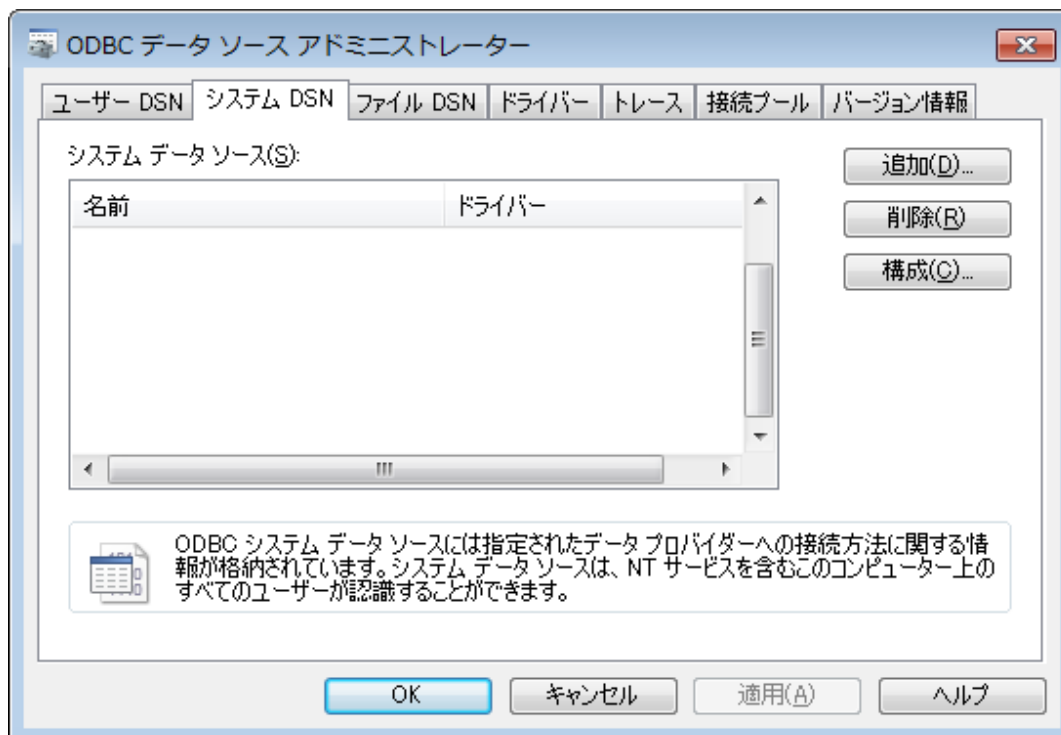 ODBC データ ソース アドミニストレーター
ユーザー DSN システム DSN ファイル DSN ドライバー トレース 接続プール バージョン情報
システム データ ソース(S):
追加(D)...
名前 ドライバー
削除(R)
構成(C)...
ODBC システム データ ソースには指定されたデータ プロバイダーへの接続方法に関する情
報が格納されています。システム データ ソースは、NT サービスを含むこのコンピューター上の
すべてのユーザーが認識することができます。
OK キャンセル 適用(A) ヘルプ